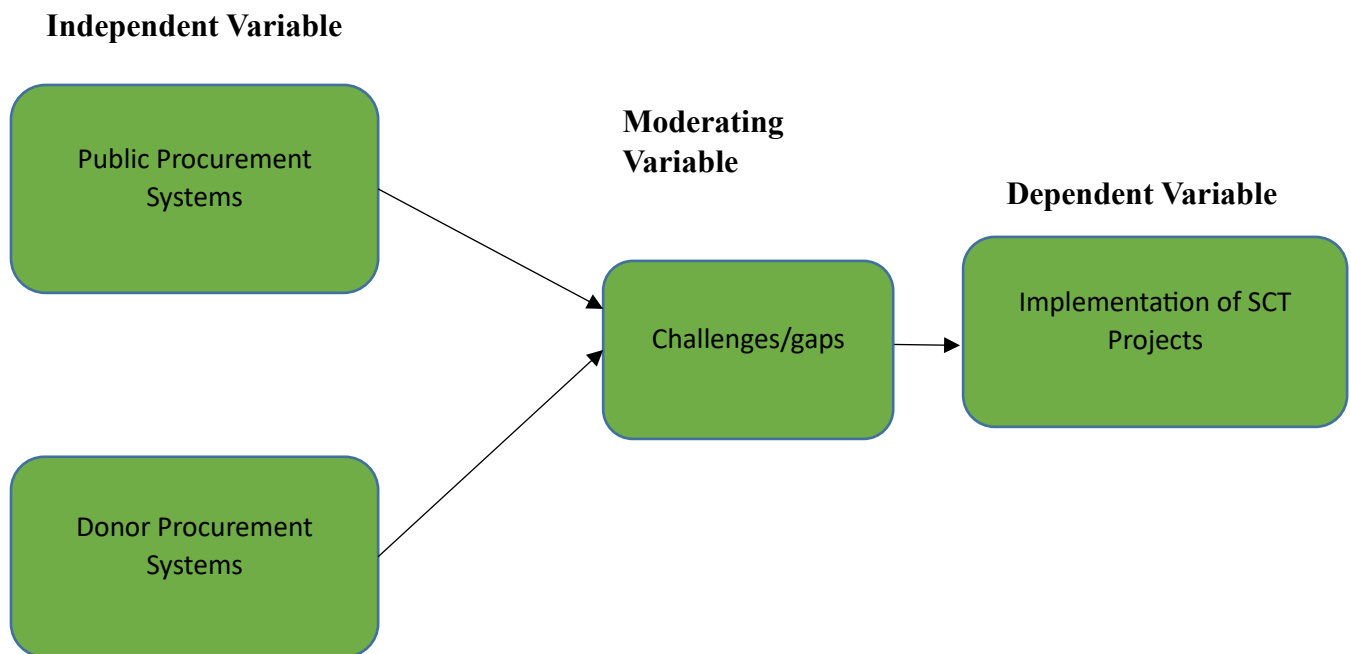 Independent Variable
Public Procurement
Systems
Moderating
Variable
Dependent Variable
Challenges/gaps
Implementation of SCT
Projects
Donor Procurement
Systems